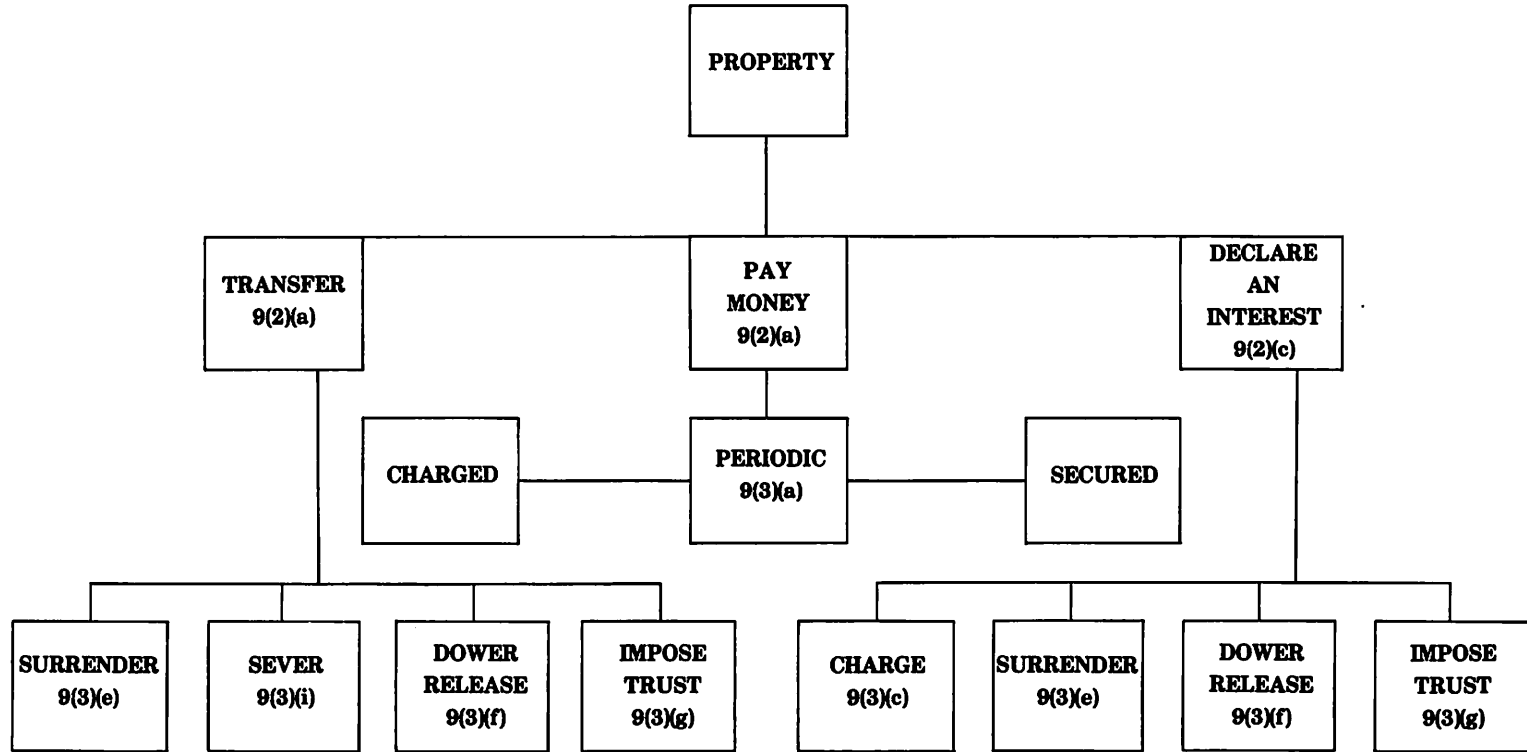 PROPERTY
TRANSFER
9(2)(a)
PAY
MONEY
9(2)(a)
DECLARE
AN
INTEREST
9(2)(c)
CHARGED
PERIODIC
9(3)(a)
SECURED
SURRENDER
9(3)(e)
SEVER
9(3)(i)
DOWER
RELEASE
9(3)(f)
IMPOSE
TRUST
9(3)(g)
CHARGE
9(3)(c)
SURRENDER
9(3)(e)
DOWER
RELEASE
9(3)(f)
IMPOSE
TRUST
9(3)(g)